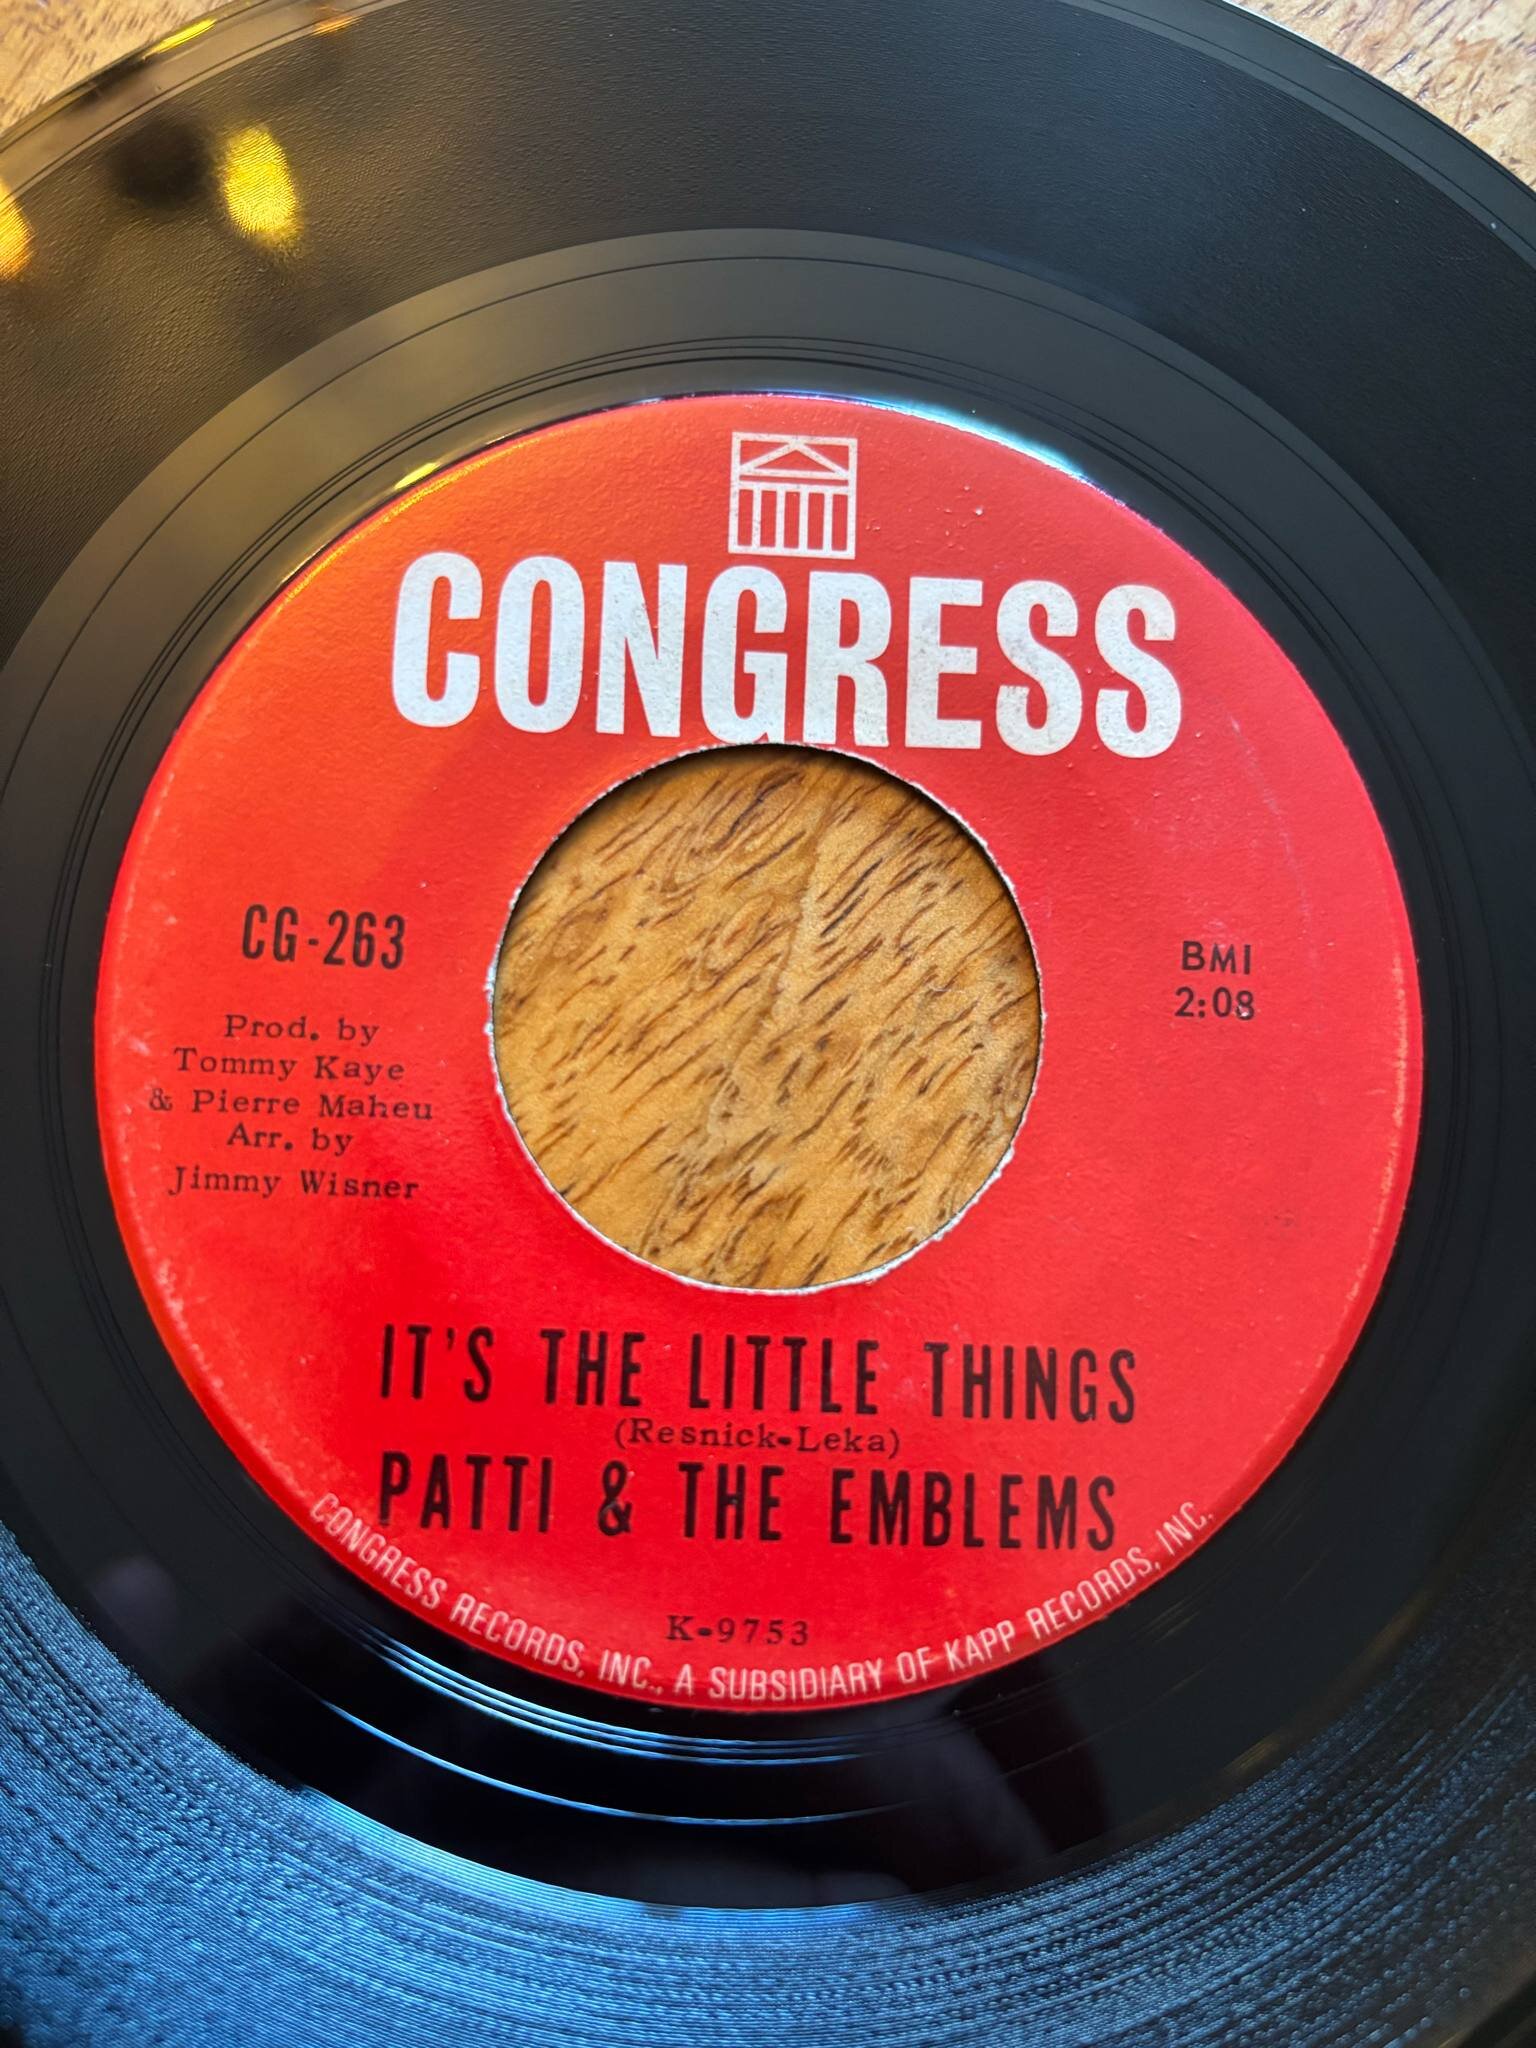 CONGRESS
CG-263
BMI
2:08
Prod. by
Tommy Kaye
& Pierre Maheu
Arr. by
Jimmy Wisner
IT'S THE LITTLE THINGS
(Resnick-Leka)
PATTI & THE EMBLEMS
K-9753
CONGRESS RECORDS, INC., A SUBSIDIARY OF KAPP RECORDS, INC.